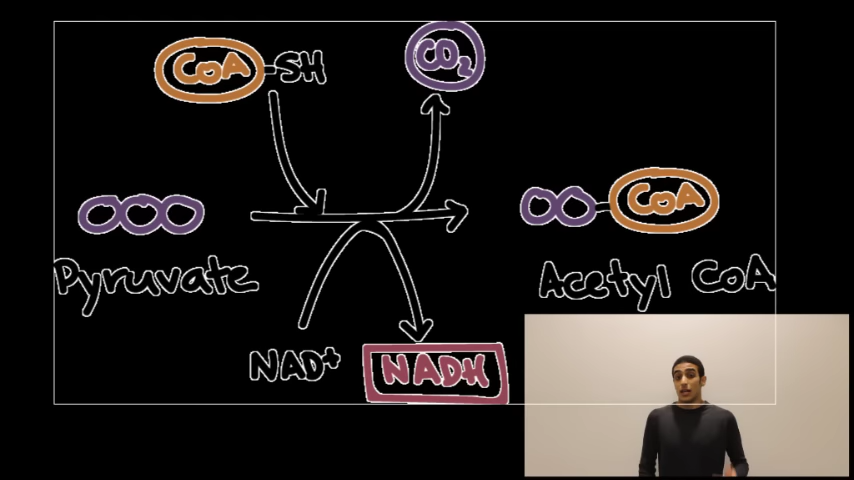 CoA-SH
CO₂
CoA
Pyruvate
Acetyl CoA
NAD⁺
NADH